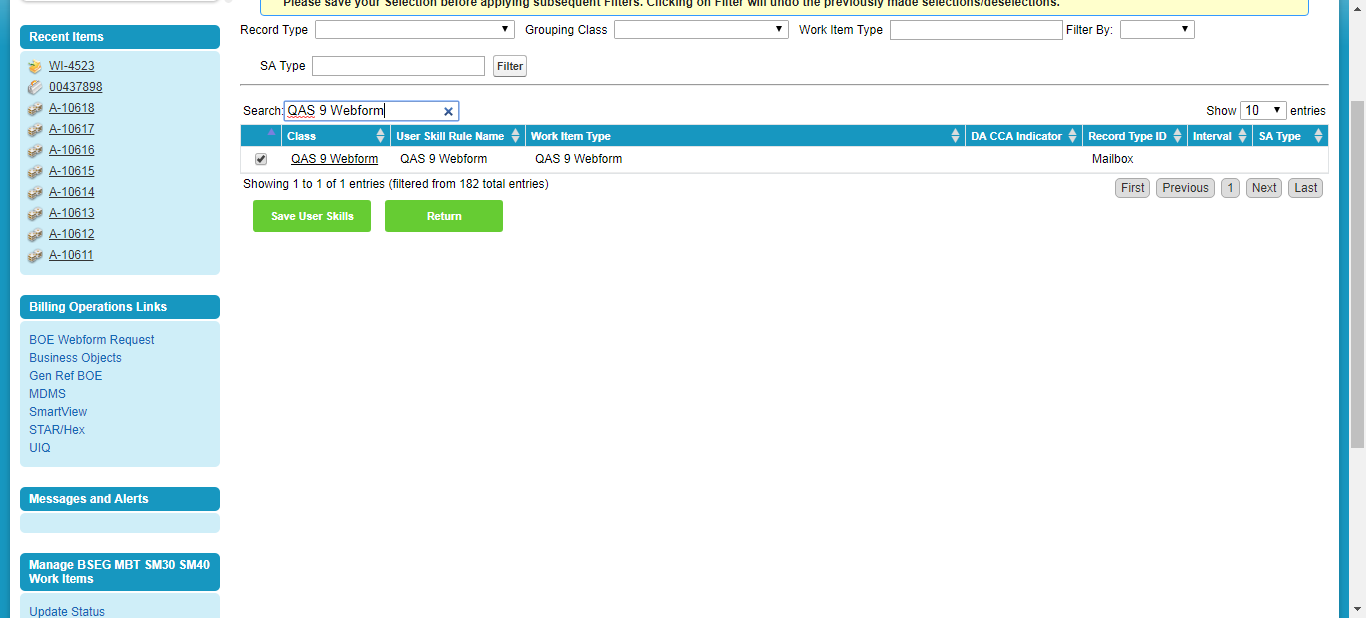 Please save your Selection before applying subsequent Filters. Clicking on Filter will undo the previously made selections/deselections.
Recent Items
WI-4523
00437898
A-10618
A-10617
A-10616
A-10615
A-10614
A-10613
A-10612
A-10611
Billing Operations Links
BOE Webform Request
Business Objects
Gen Ref BOE
MDMS
SmartView
STAR/Hex
UIQ
Messages and Alerts
Manage BSEG MBT SM30 SM40
Work Items
Update Status
Record Type Grouping Class Work Item Type Filter By:
SA Type Filter
Search: QAS 9 Webform Show 10 entries
Class User Skill Rule Name Work Item Type DA CCA Indicator Record Type ID Interval SA Type
QAS 9 Webform QAS 9 Webform QAS 9 Webform Mailbox
Showing 1 to 1 of 1 entries (filtered from 182 total entries) First Previous 1 Next Last
Save User Skills Return